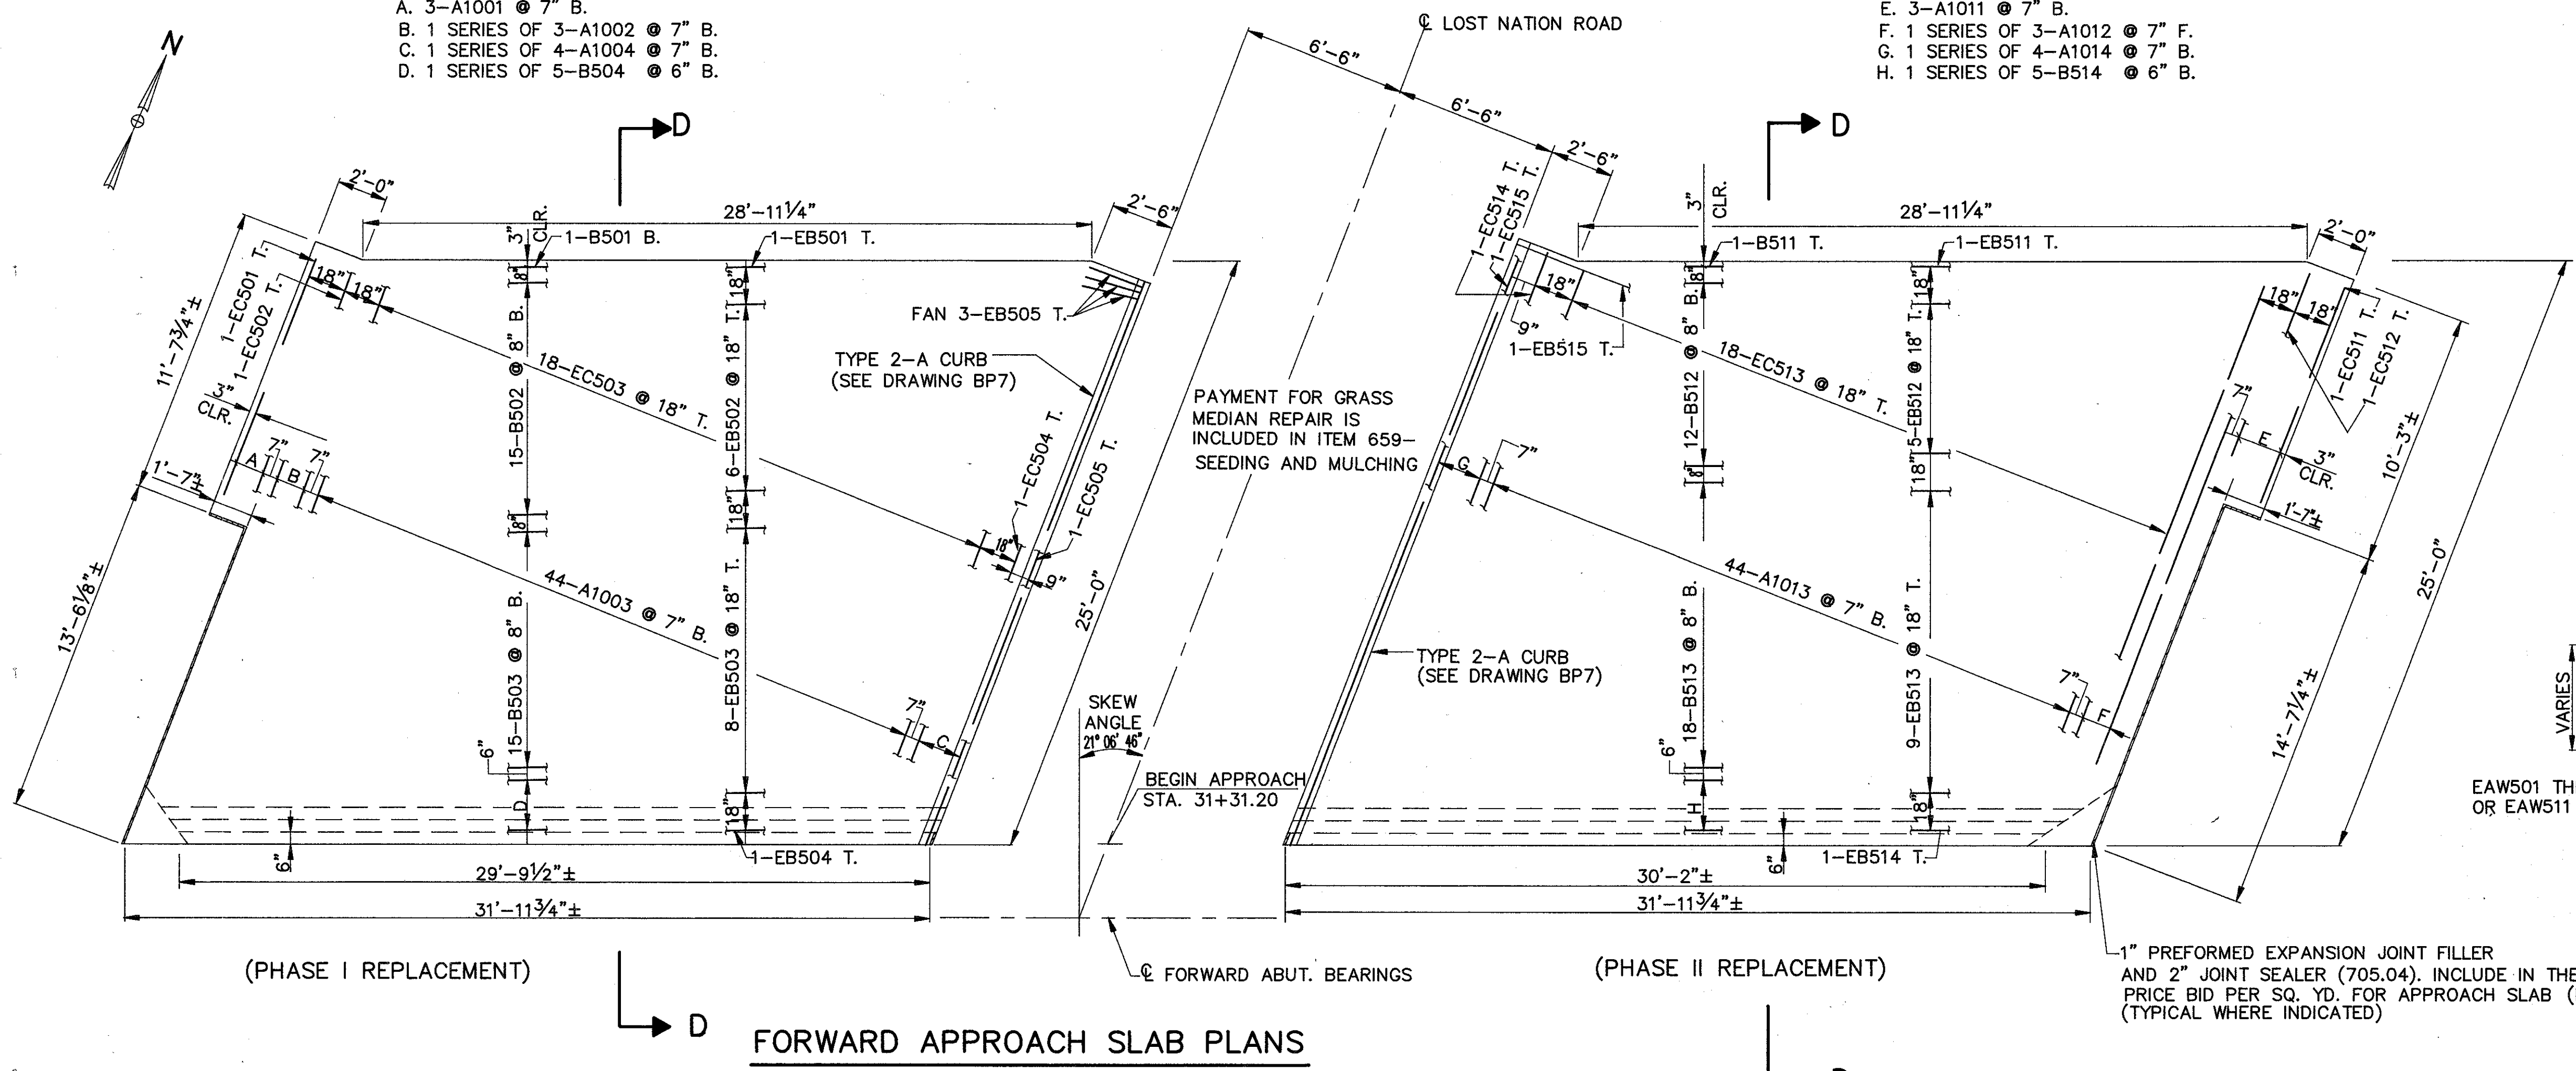 A. 3-A1001 @ 7" B.
B. 1 SERIES OF 3-A1002 @ 7" B.
C. 1 SERIES OF 4-A1004 @ 7" B.
D. 1 SERIES OF 5-B504 @ 6" B.
E. 3-A1011 @ 7" B.
F. 1 SERIES OF 3-A1012 @ 7" F.
G. 1 SERIES OF 4-A1014 @ 7" B.
H. 1 SERIES OF 5-B514 @ 6" B.
N
℄ LOST NATION ROAD
6'-6"
6'-6"
2'-6"
D
D
2'-0"
28'-11¼"
2'-6"
3"
CLR.
1-B501 B.
1-EB501 T.
18"
18"
1-EC501 T.
1-EC502 T.
18"
18"
11'-7¾"±
3"
CLR.
7"
7"
A
B
1'-7"±
13'-6⅛"±
15-B502 @ 8" B.
8"
15-B503 @ 8" B.
6"
D
6-EB502 @ 18" T.
18"
8-EB503 @ 18" T.
18"
18-EC503 @ 18" T.
44-A1003 @ 7" B.
FAN 3-EB505 T.
TYPE 2-A CURB
(SEE DRAWING BP7)
1-EC504 T.
1-EC505 T.
18"
9"
7"
C
25'-0"
1-EB504 T.
6"
29'-9½"±
31'-11¾"±
(PHASE I REPLACEMENT)
PAYMENT FOR GRASS
MEDIAN REPAIR IS
INCLUDED IN ITEM 659-
SEEDING AND MULCHING
SKEW
ANGLE
21° 06' 46"
BEGIN APPROACH
STA. 31+31.20
℄ FORWARD ABUT. BEARINGS
1-EC514 T.
1-EC515 T.
3"
CLR.
28'-11¼"
2'-0"
1-B511 T.
1-EB511 T.
8"
18"
18"
9"
1-EB515 T.
12-B512 @ 8" B.
8"
18-B513 @ 8" B.
6"
H
5-EB512 @ 18" T.
18"
9-EB513 @ 18" T.
18"
18-EC513 @ 18" T.
44-A1013 @ 7" B.
G
7"
TYPE 2-A CURB
(SEE DRAWING BP7)
18"
18"
1-EC511 T.
1-EC512 T.
7"
E
3"
CLR.
1'-7"±
10'-3"±
14'-7¼"±
25'-0"
7"
F
1-EB514 T.
6"
30'-2"±
31'-11¾"±
(PHASE II REPLACEMENT)
VARIES
EAW501 TH
OR EAW511
1" PREFORMED EXPANSION JOINT FILLER
AND 2" JOINT SEALER (705.04). INCLUDE IN THE
PRICE BID PER SQ. YD. FOR APPROACH SLAB (
(TYPICAL WHERE INDICATED)
D
FORWARD APPROACH SLAB PLANS